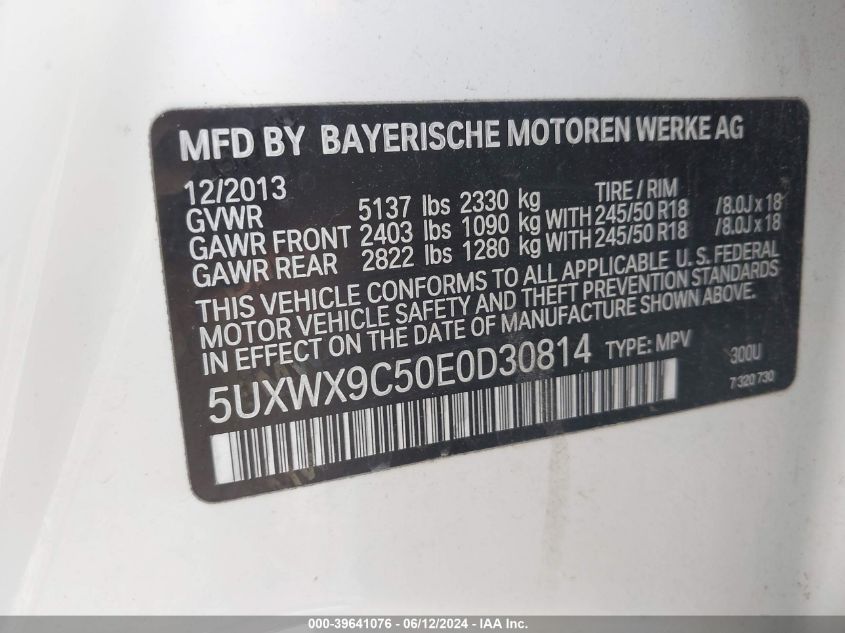 MFD BY BAYERISCHE MOTOREN WERKE AG
12/2013 TIRE / RIM
GVWR 5137 lbs 2330 kg
GAWR FRONT 2403 lbs 1090 kg WITH 245/50 R18 /8.0J x 18
GAWR REAR 2822 lbs 1280 kg WITH 245/50 R18 /8.0J x 18
THIS VEHICLE CONFORMS TO ALL APPLICABLE U.S. FEDERAL
MOTOR VEHICLE SAFETY AND THEFT PREVENTION STANDARDS
IN EFFECT ON THE DATE OF MANUFACTURE SHOWN ABOVE.
5UXWX9C50E0D30814 TYPE: MPV 300U
7 320 730
000-39641076 - 06/12/2024 - IAA Inc.